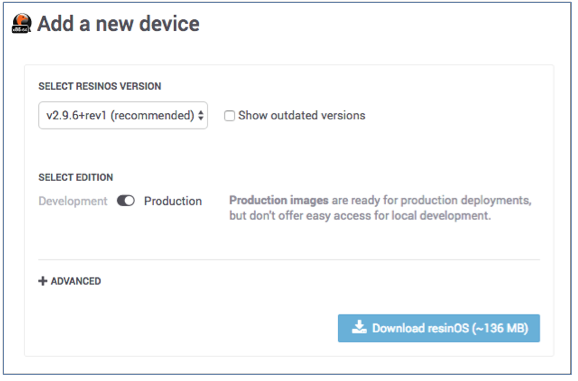 Add a new device
SELECT RESINOS VERSION
v2.9.6+rev1 (recommended)
Show outdated versions
SELECT EDITION
Development
Production
Production images are ready for production deployments,
but don't offer easy access for local development.
ADVANCED
Download resinOS (~136 MB)